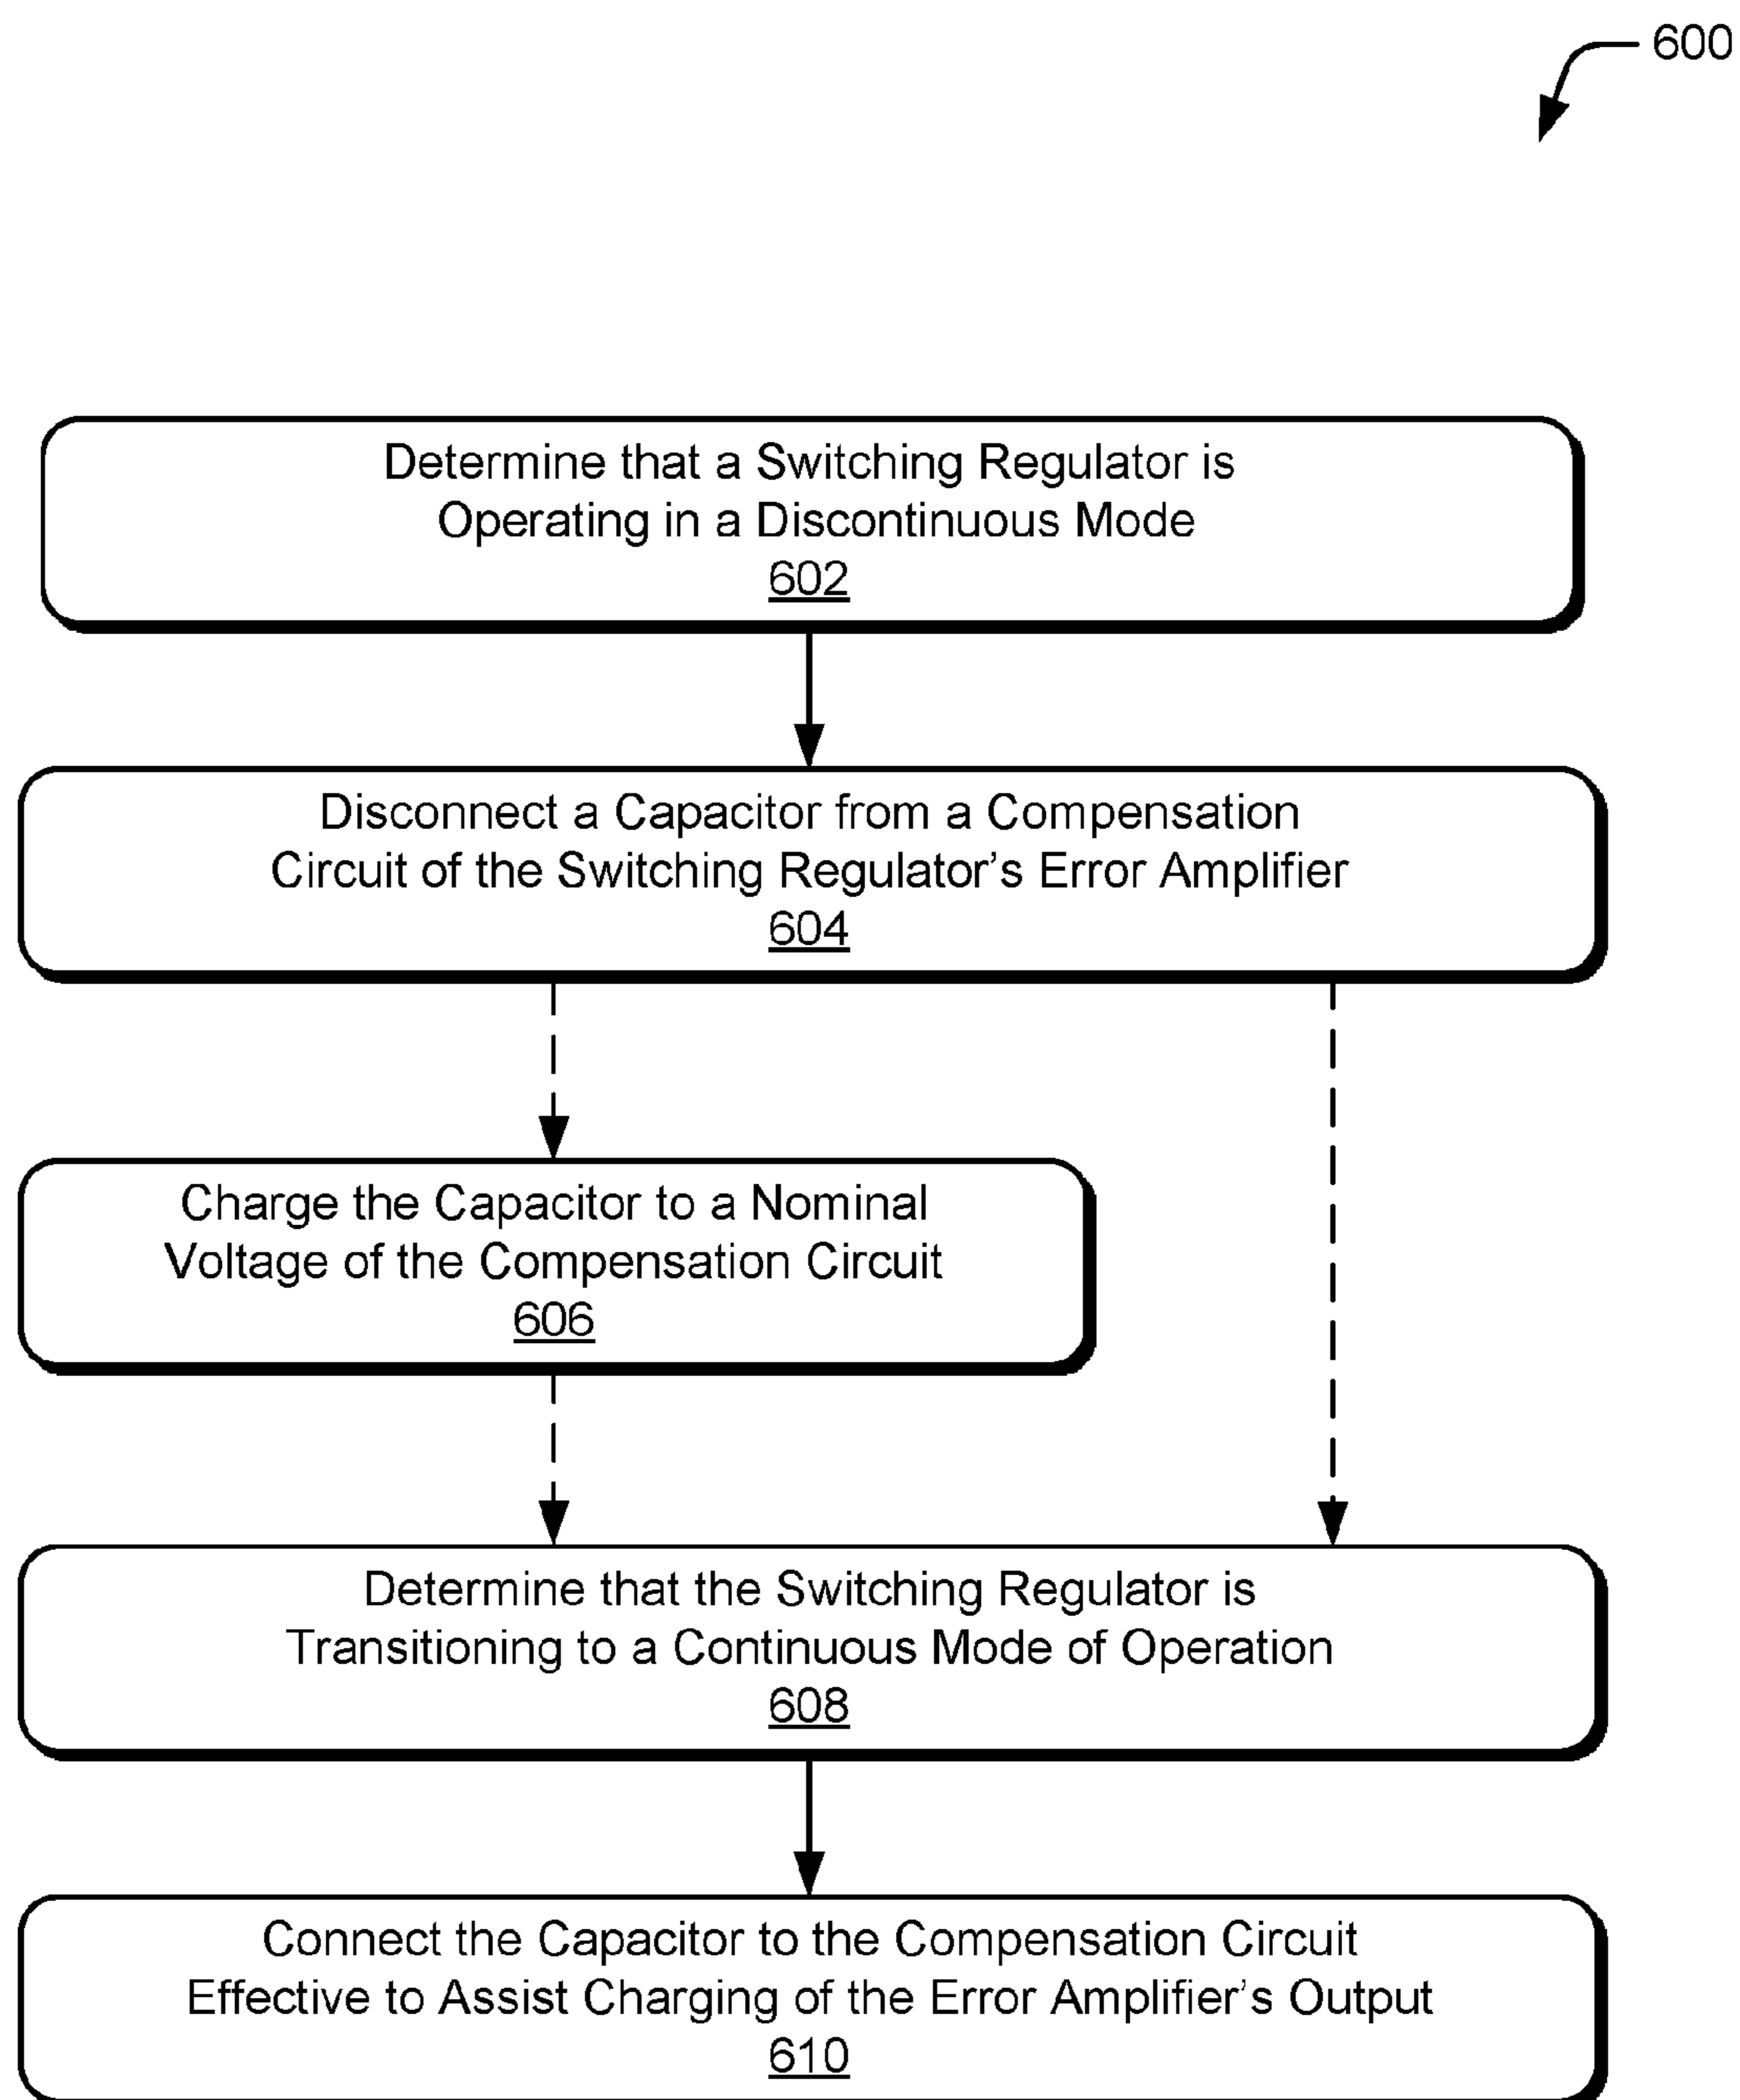 600
Determine that a Switching Regulator is
Operating in a Discontinuous Mode
602
Disconnect a Capacitor from a Compensation
Circuit of the Switching Regulator's Error Amplifier
604
Charge the Capacitor to a Nominal
Voltage of the Compensation Circuit
606
Determine that the Switching Regulator is
Transitioning to a Continuous Mode of Operation
608
Connect the Capacitor to the Compensation Circuit
Effective to Assist Charging of the Error Amplifier's Output
610